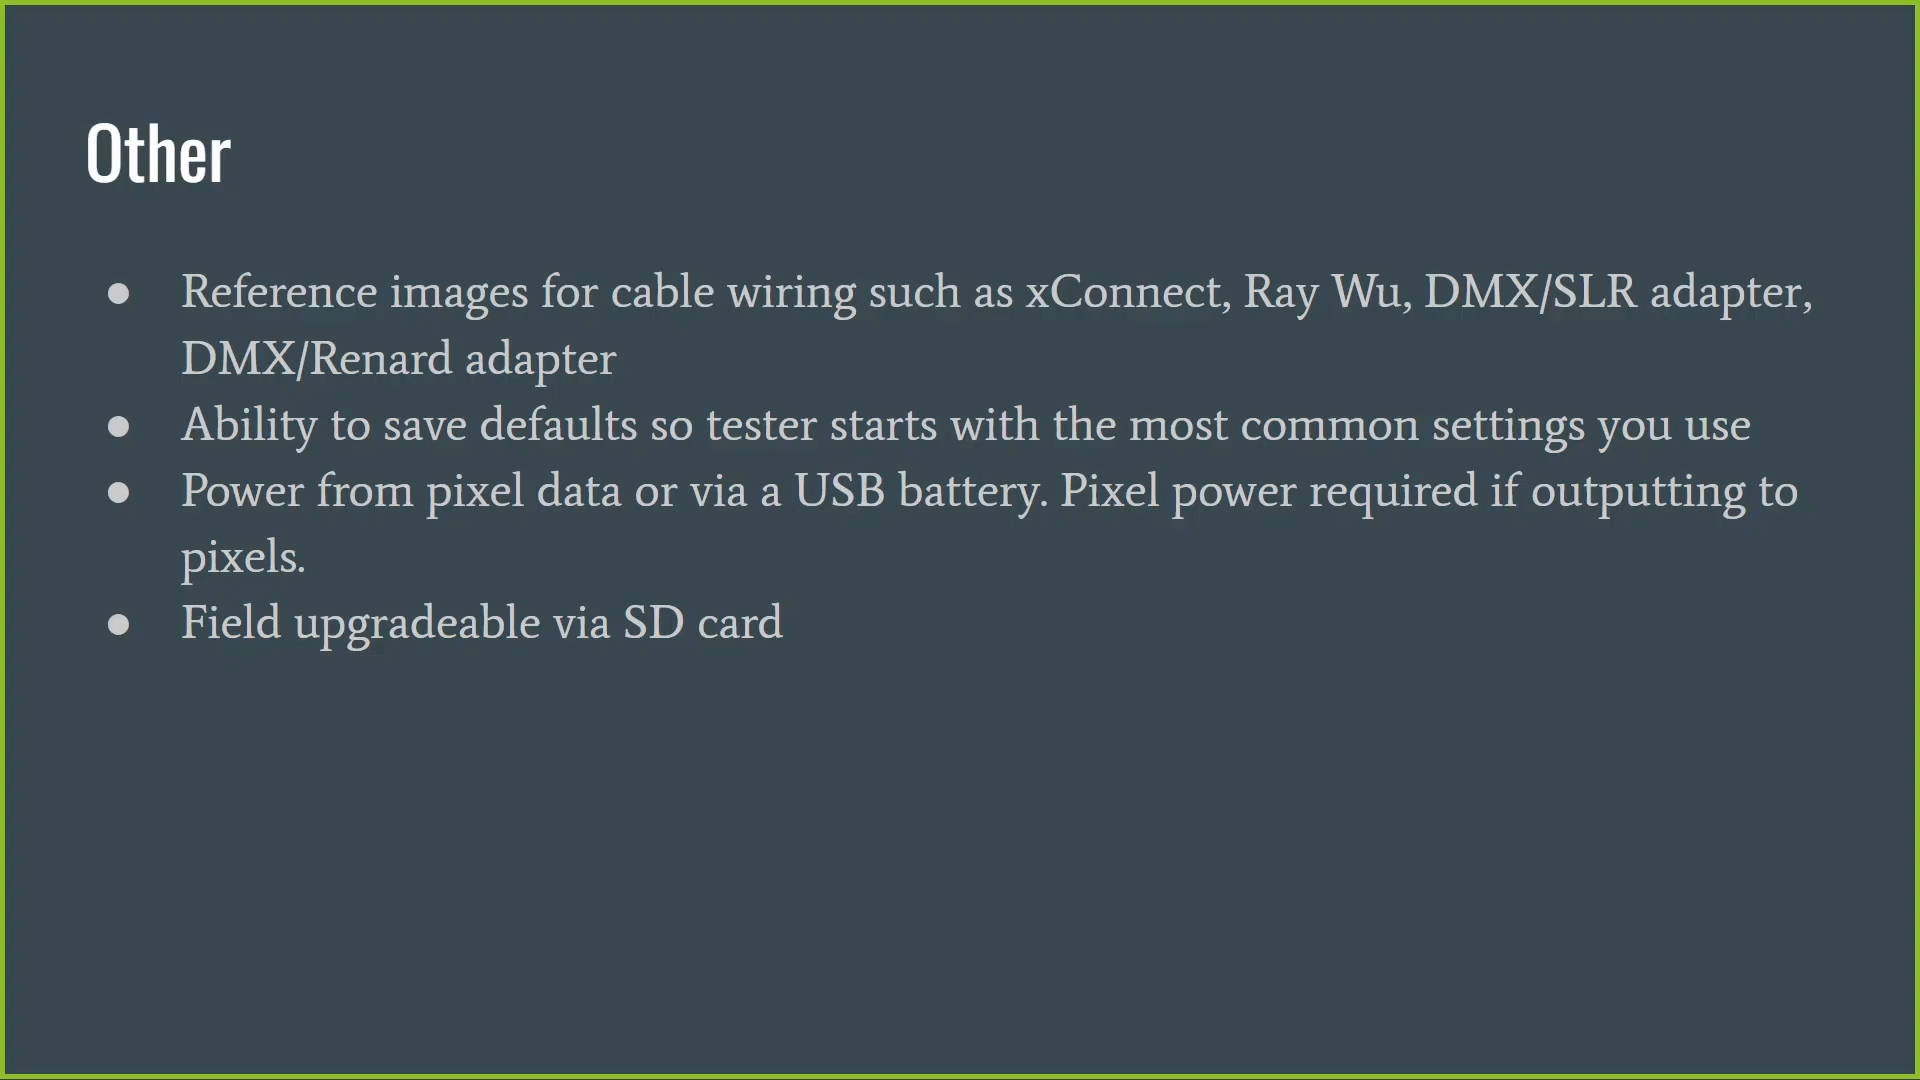 Other
● Reference images for cable wiring such as xConnect, Ray Wu, DMX/SLR adapter,
DMX/Renard adapter
● Ability to save defaults so tester starts with the most common settings you use
● Power from pixel data or via a USB battery. Pixel power required if outputting to
pixels.
● Field upgradeable via SD card